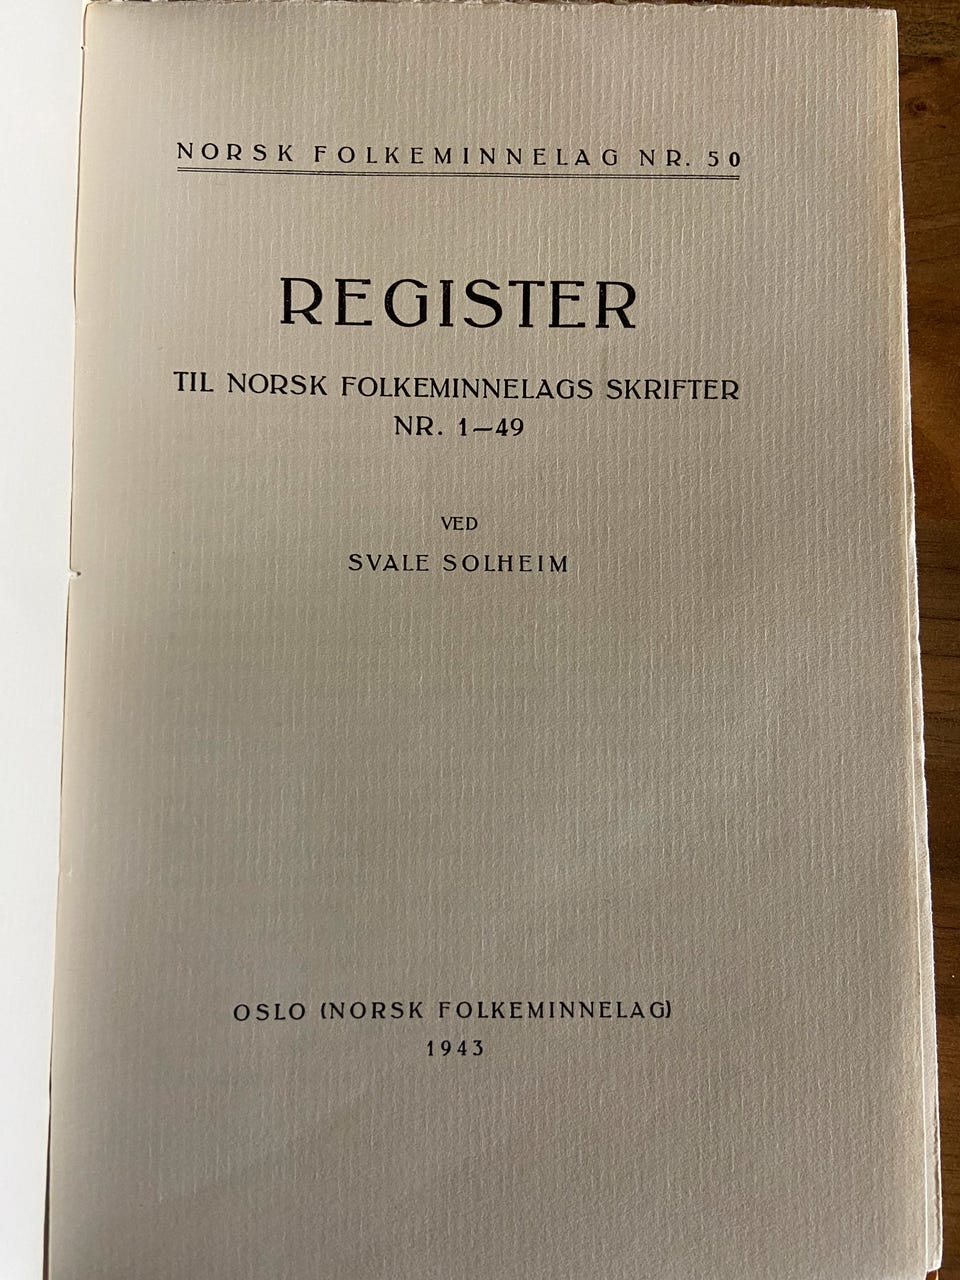 NORSK FOLKEMINNELAG NR. 50
REGISTER
TIL NORSK FOLKEMINNELAGS SKRIFTER
NR. 1—49
VED
SVALE SOLHEIM
OSLO (NORSK FOLKEMINNELAG)
1943